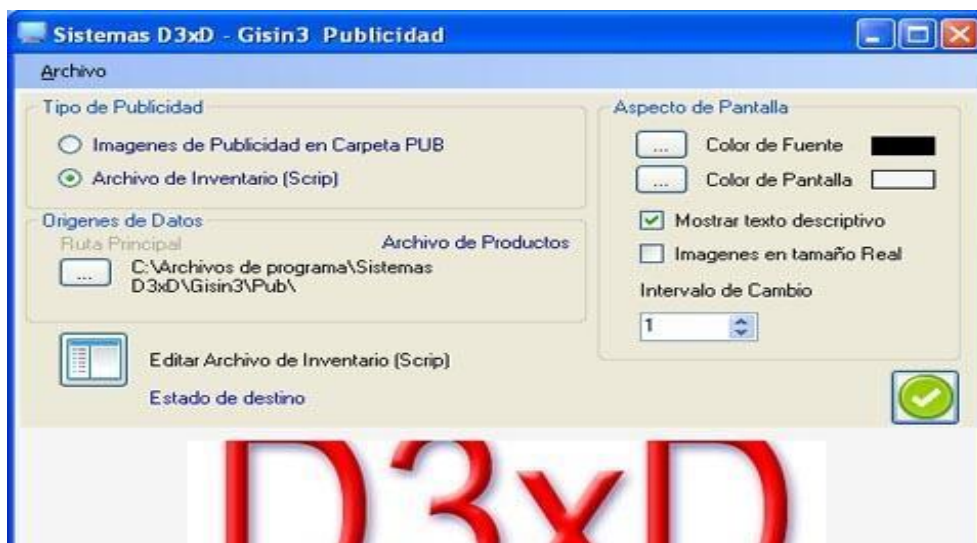 Sistemas D3xD - Gisin3 Publicidad
Archivo
Tipo de Publicidad
Imagenes de Publicidad en Carpeta PUB
Archivo de Inventario (Scrip)
Origenes de Datos
Ruta Principal
Archivo de Productos
...
C:\Archivos de programa\Sistemas
D3xD\Gisin3\Pub\
Editar Archivo de Inventario (Scrip)
Estado de destino
Aspecto de Pantalla
... Color de Fuente
... Color de Pantalla
Mostrar texto descriptivo
Imagenes en tamaño Real
Intervalo de Cambio
1
D3xD